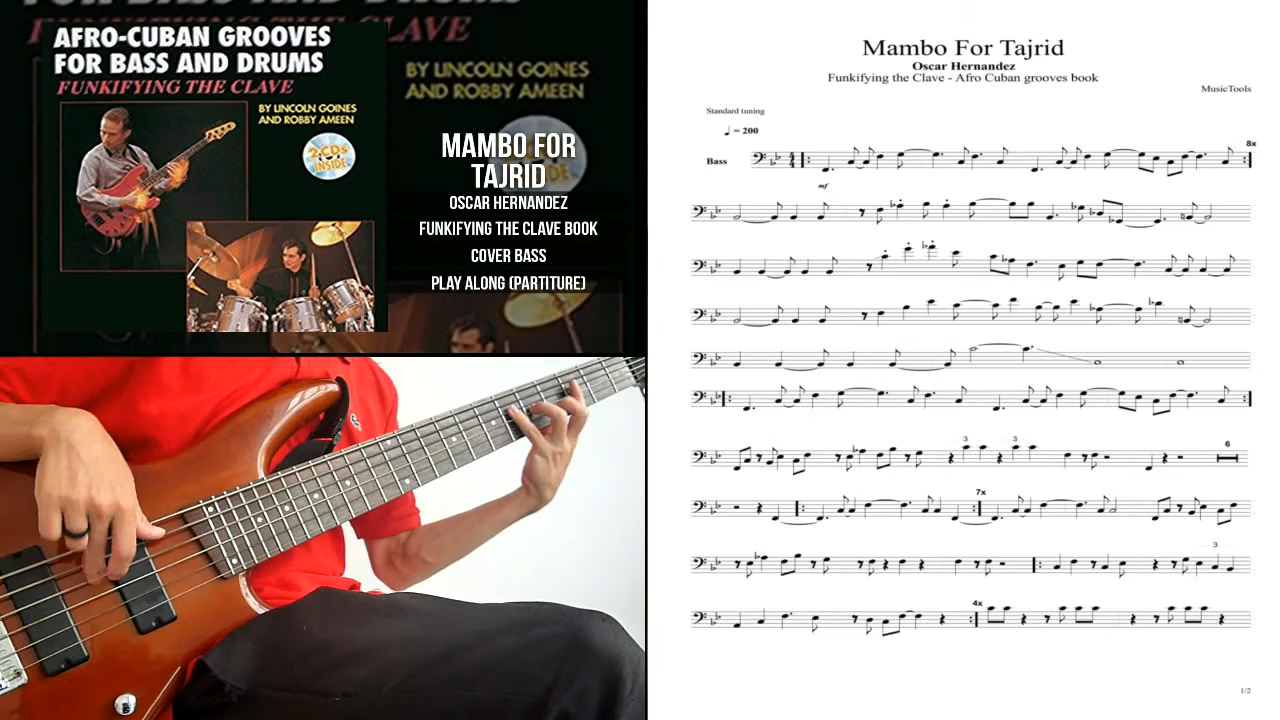 FOR BASS AND DRUMS
FUNKIFYING THE CLAVE
AFRO-CUBAN GROOVES
FOR BASS AND DRUMS
FUNKIFYING THE CLAVE
BY LINCOLN GOINES
AND ROBBY AMEEN
2-CDs
INSIDE
BY LINCOLN GOINES
AND ROBBY AMEEN
MAMBO FOR
TAJRID
OSCAR HERNANDEZ
FUNKIFYING THE CLAVE BOOK
COVER BASS
PLAY ALONG (PARTITURE)
Mambo For Tajrid
Oscar Hernandez
Funkifying the Clave - Afro Cuban grooves book
MusicTools
Standard tuning
♩ = 200
8x
Bass
mf
3 3
6
7x
3
4x
1/2